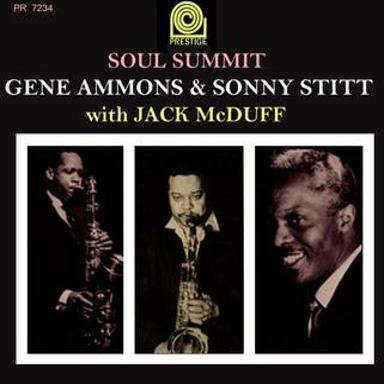 PR 7234
PRESTIGE
SOUL SUMMIT
GENE AMMONS & SONNY STITT
with JACK McDUFF